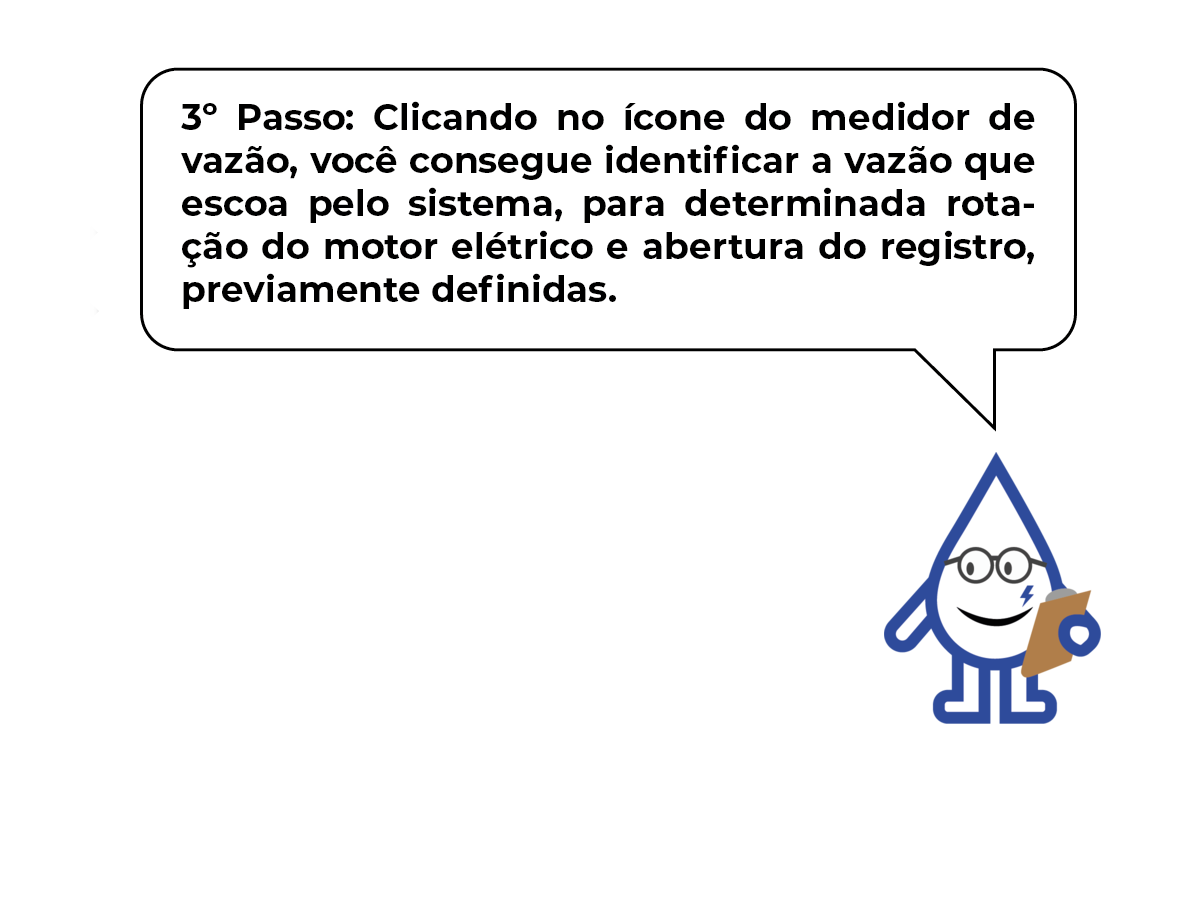 3º Passo: Clicando no ícone do medidor de
vazão, você consegue identificar a vazão que
escoa pelo sistema, para determinada rota-
ção do motor elétrico e abertura do registro,
previamente definidas.